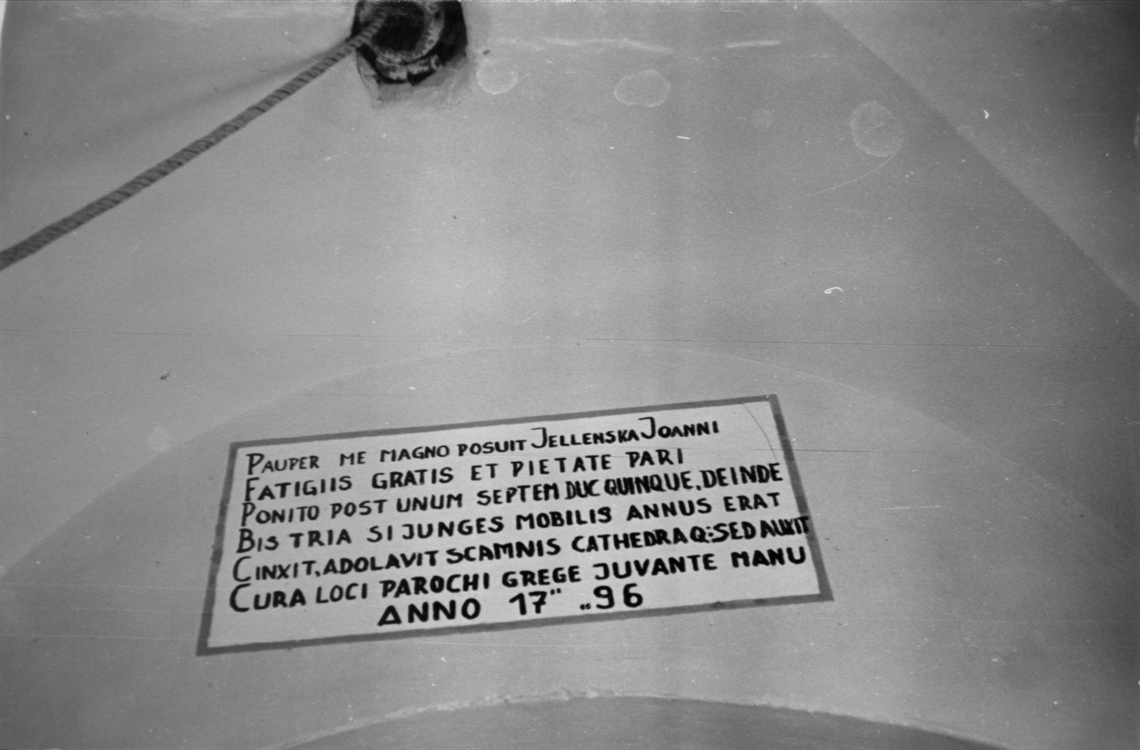 PAUPER ME MAGNO POSUIT JELLENSKA JOANNI
FATIGIIS GRATIS ET PIETATE PARI
PONITO POST UNUM SEPTEM DUC QUINQUE, DEINDE
BIS TRIA SI JUNGES MOBILIS ANNUS ERAT
CINXIT, ADOLAVIT SCAMNIS CATHEDRAQ: SED AUXIT
CURA LOCI PAROCHI GREGE JUVANTE MANU
ANNO 17" „96